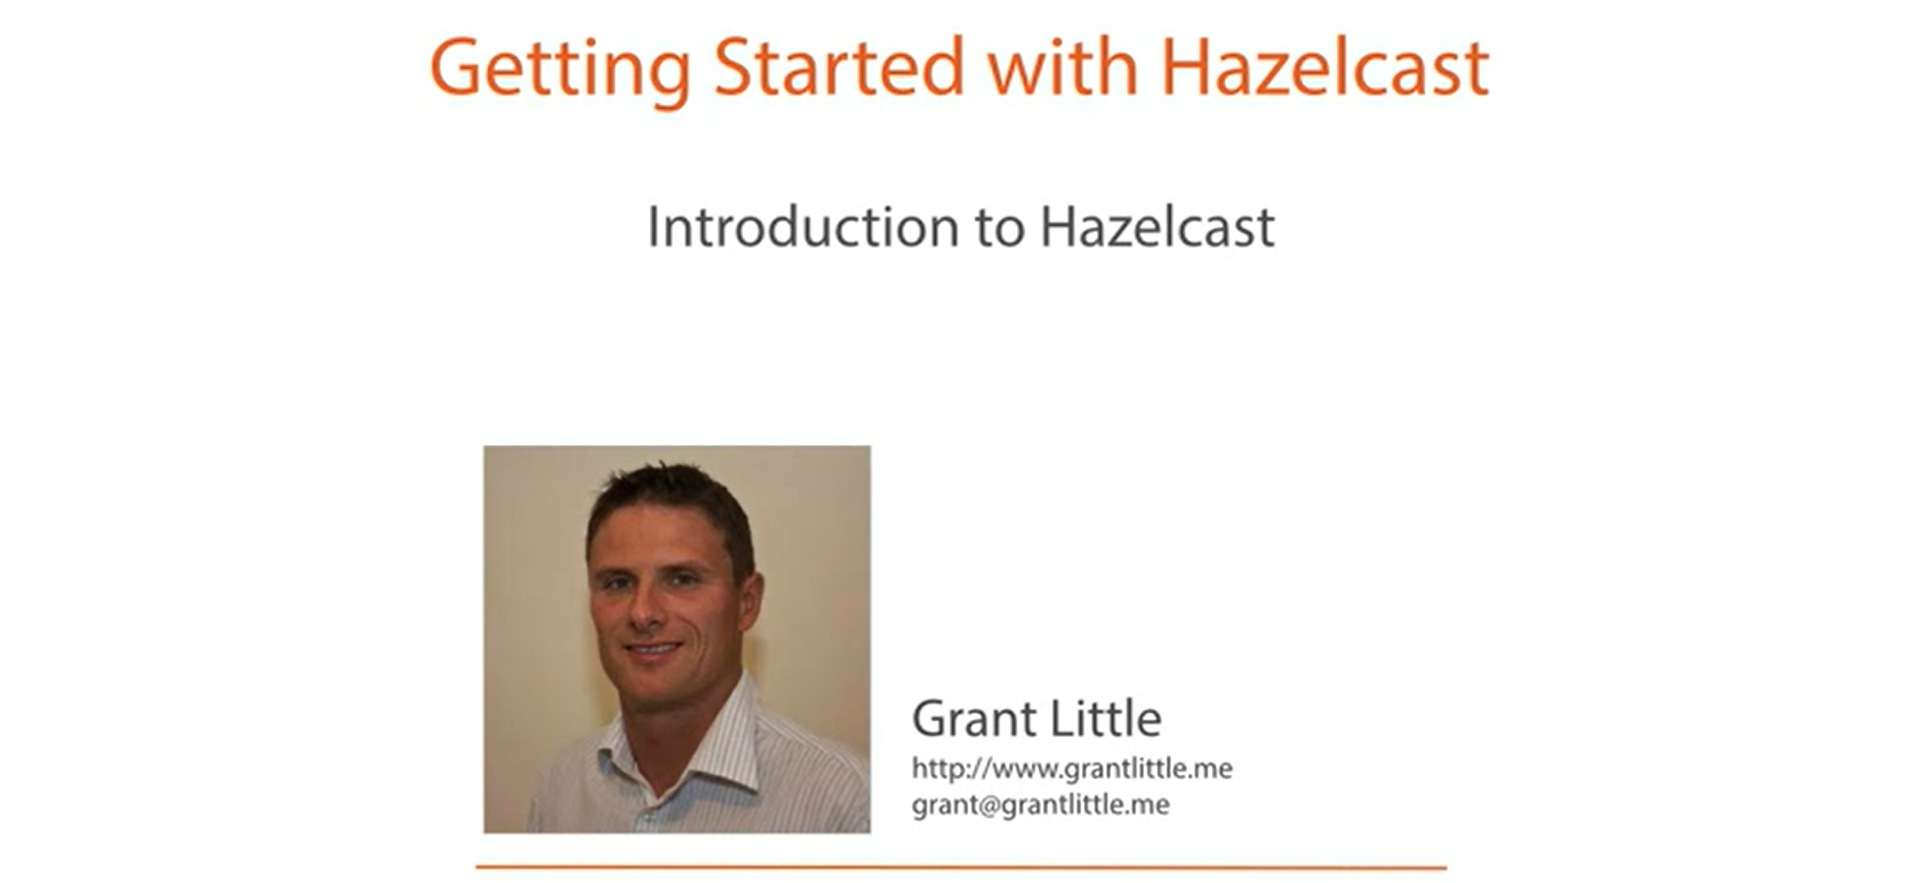 Getting Started with Hazelcast
Introduction to Hazelcast
Grant Little
http://www.grantlittle.me
grant@grantlittle.me